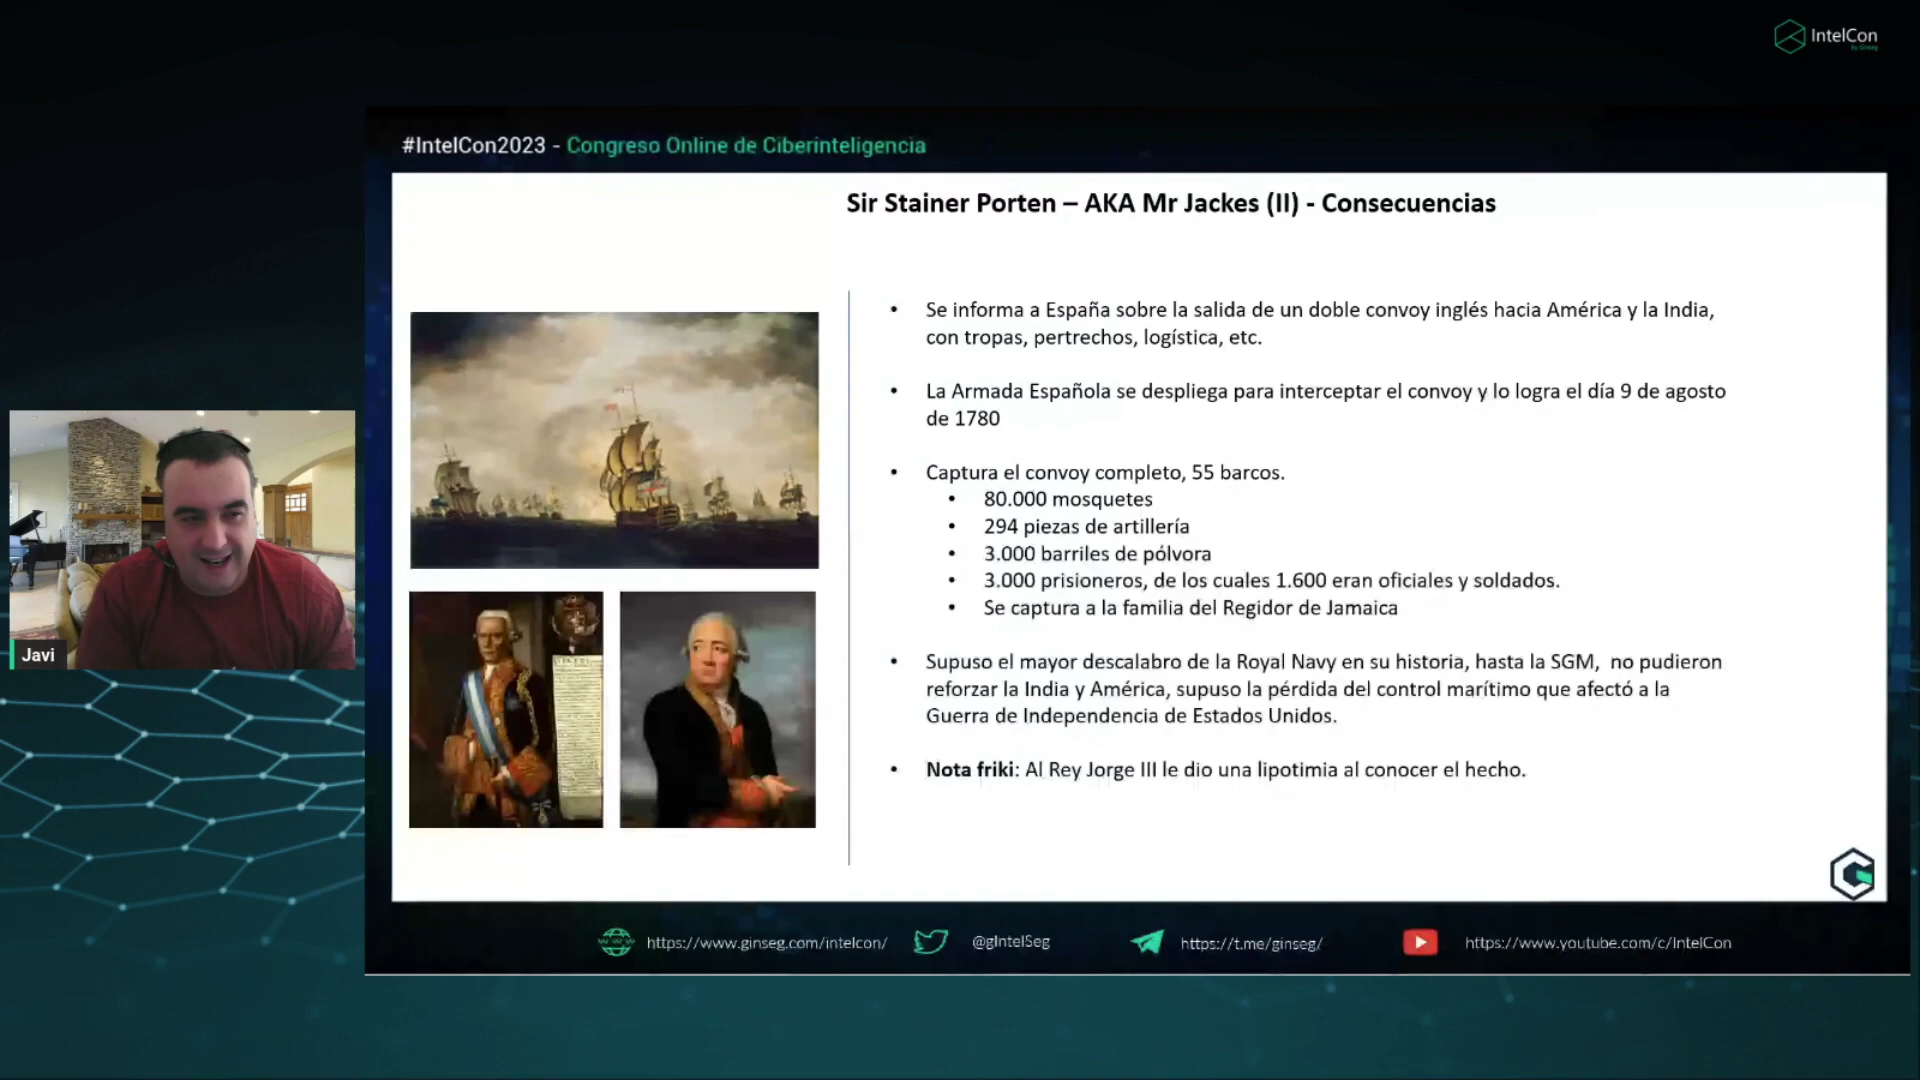 IntelCon
by Ginseg
#IntelCon2023 - Congreso Online de Ciberinteligencia
Sir Stainer Porten – AKA Mr Jackes (II) - Consecuencias
• Se informa a España sobre la salida de un doble convoy inglés hacia América y la India,
con tropas, pertrechos, logística, etc.
• La Armada Española se despliega para interceptar el convoy y lo logra el día 9 de agosto
de 1780
• Captura el convoy completo, 55 barcos.
• 80.000 mosquetes
• 294 piezas de artillería
• 3.000 barriles de pólvora
• 3.000 prisioneros, de los cuales 1.600 eran oficiales y soldados.
• Se captura a la familia del Regidor de Jamaica
• Supuso el mayor descalabro de la Royal Navy en su historia, hasta la SGM, no pudieron
reforzar la India y América, supuso la pérdida del control marítimo que afectó a la
Guerra de Independencia de Estados Unidos.
• Nota friki: Al Rey Jorge III le dio una lipotimia al conocer el hecho.
Javi
https://www.ginseg.com/intelcon/
@gIntelSeg
https://t.me/ginseg/
https://www.youtube.com/c/IntelCon